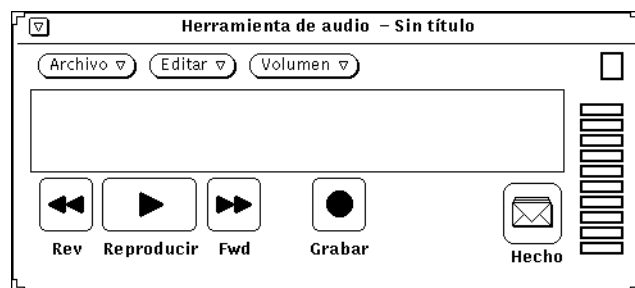 Herramienta de audio – Sin título
Archivo Editar Volumen
Rev Reproducir Fwd Grabar Hecho